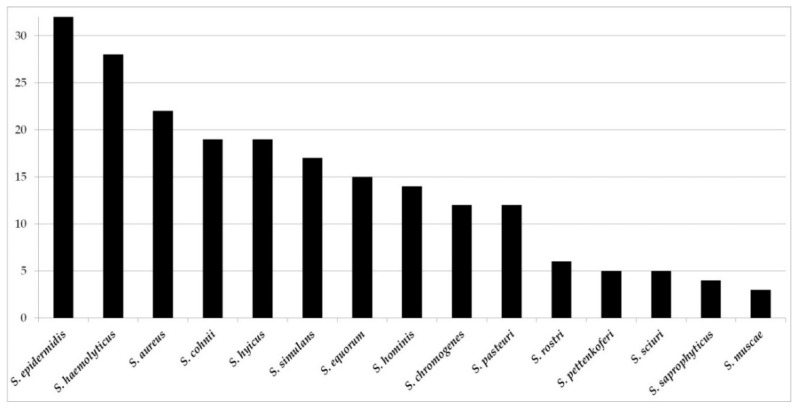 30
25
20
15
10
5
0
S. epidermidis
S. haemolyticus
S. aureus
S. cohnii
S. hyicus
S. simulans
S. equorum
S. hominis
S. chromogenes
S. pasteuri
S. rostri
S. pettenkoferi
S. sciuri
S. saprophyticus
S. muscae